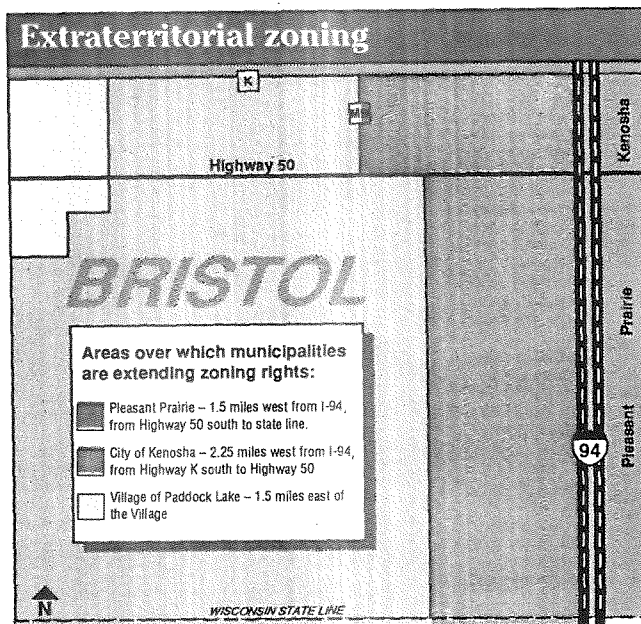 Extraterritorial zoning
K
MB
Kenosha
Highway 50
BRISTOL
Prairie
Pleasant
94
Areas over which municipalities
are extending zoning rights:
Pleasant Prairie – 1.5 miles west from I-94,
from Highway 50 south to state line.
City of Kenosha – 2.25 miles west from I-94,
from Highway K south to Highway 50
Village of Paddock Lake – 1.5 miles east of
the Village
N
WISCONSIN STATE LINE